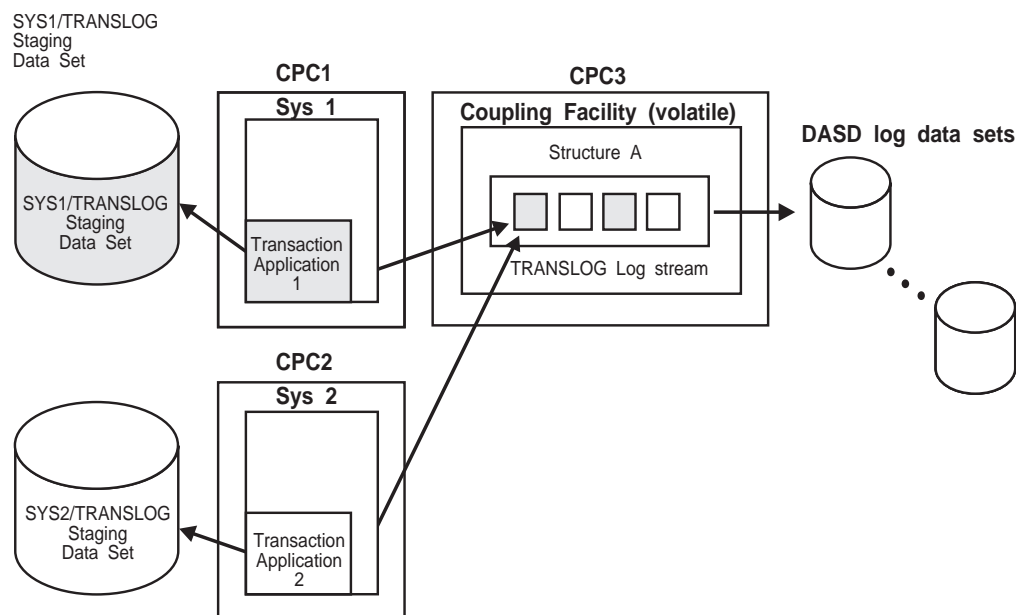 SYS1/TRANSLOG
Staging
Data Set
CPC1
Sys 1
CPC3
Coupling Facility (volatile)
Structure A
TRANSLOG Log stream
DASD log data sets
SYS1/TRANSLOG
Staging
Data Set
Transaction
Application
1
CPC2
Sys 2
SYS2/TRANSLOG
Staging
Data Set
Transaction
Application
2